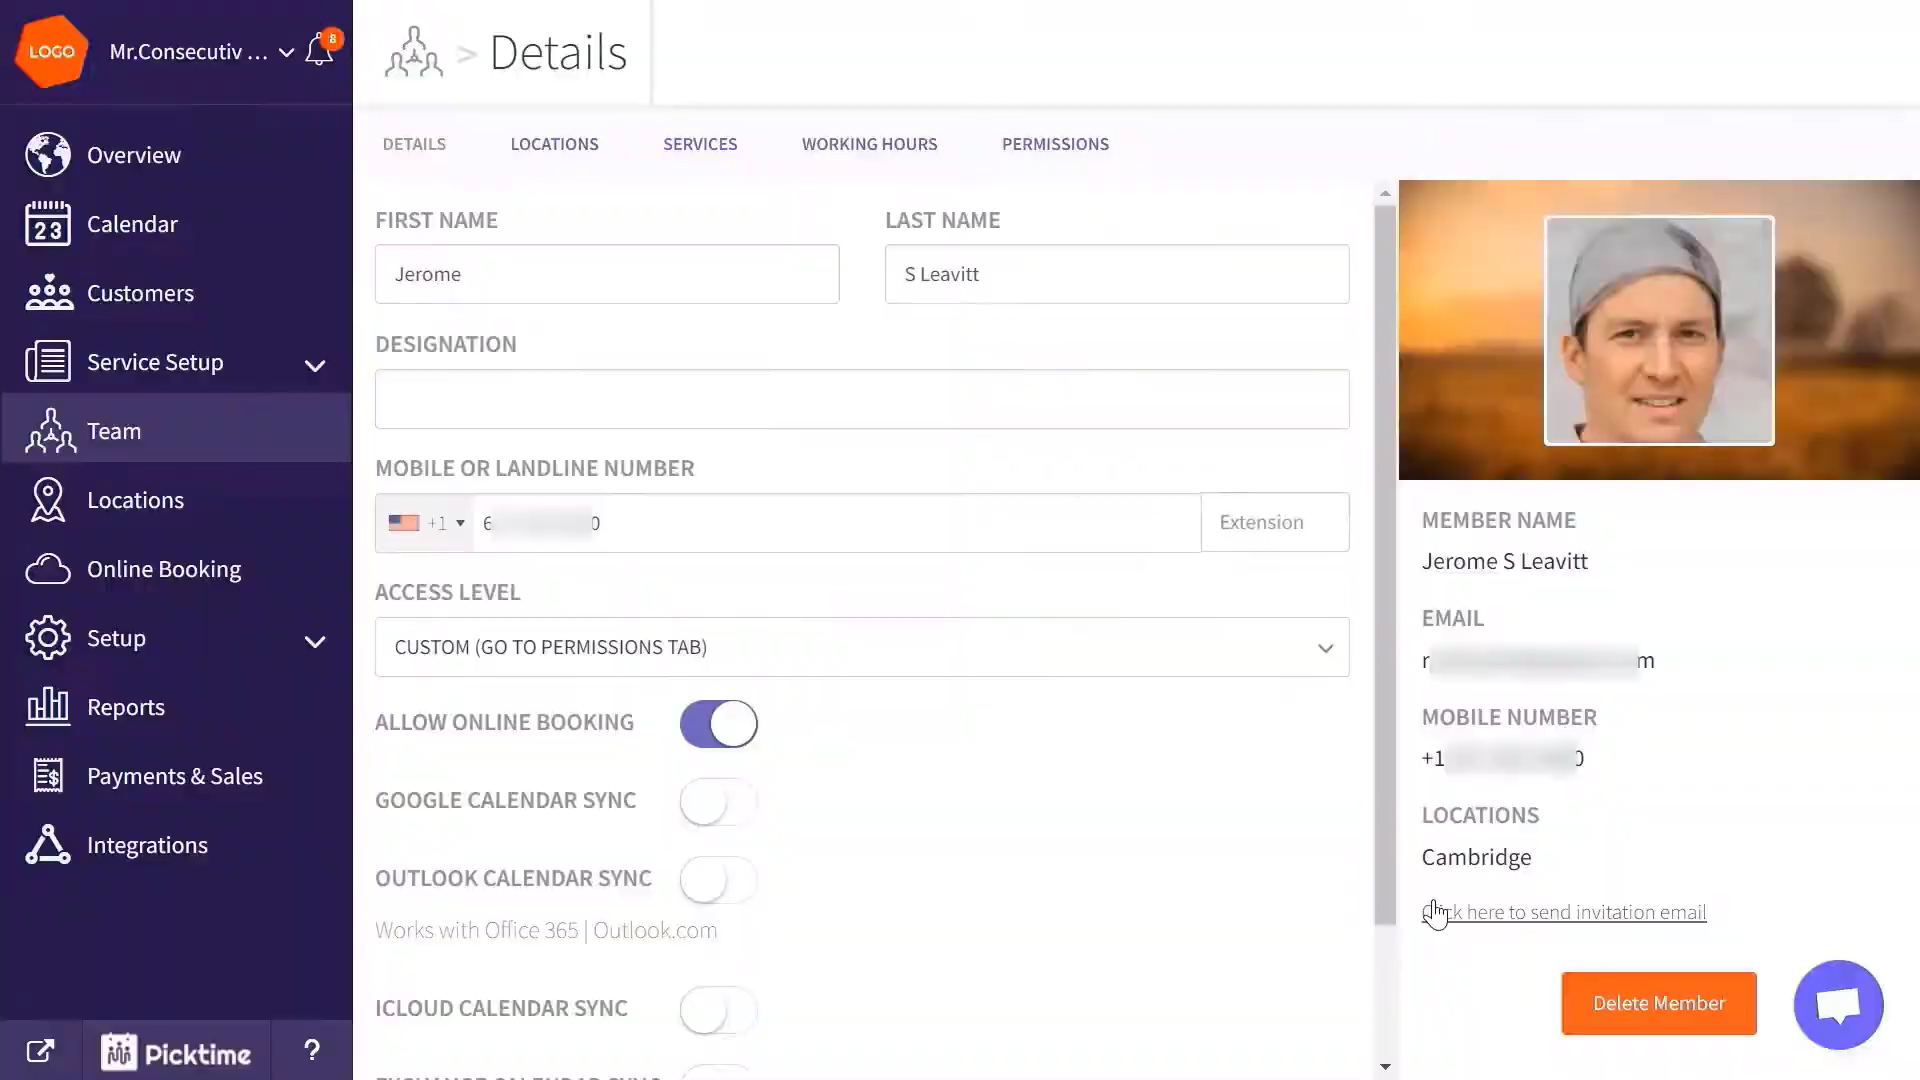 LOGO
Mr.Consecutiv ...
8
> Details
DETAILS
LOCATIONS
SERVICES
WORKING HOURS
PERMISSIONS
Overview
23
Calendar
Customers
Service Setup
Team
Locations
Online Booking
Setup
Reports
Payments & Sales
Integrations
Picktime
?
FIRST NAME
LAST NAME
Jerome
S Leavitt
DESIGNATION
MOBILE OR LANDLINE NUMBER
+1
6
0
Extension
ACCESS LEVEL
CUSTOM (GO TO PERMISSIONS TAB)
ALLOW ONLINE BOOKING
GOOGLE CALENDAR SYNC
OUTLOOK CALENDAR SYNC
Works with Office 365 | Outlook.com
ICLOUD CALENDAR SYNC
MEMBER NAME
Jerome S Leavitt
EMAIL
r
m
MOBILE NUMBER
+1
0
LOCATIONS
Cambridge
here to send invitation email
Delete Member